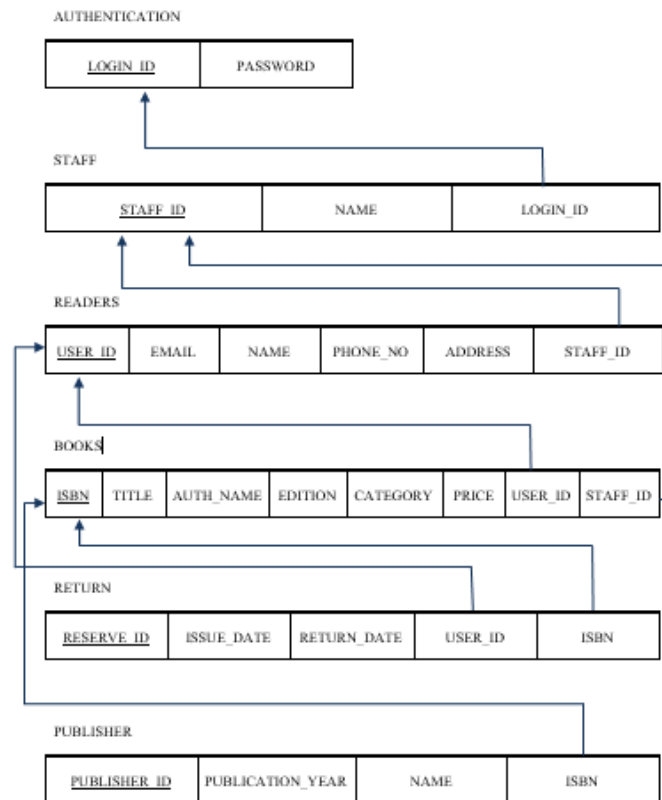 AUTHENTICATION
LOGIN_ID PASSWORD
STAFF
STAFF_ID NAME LOGIN_ID
READERS
USER_ID EMAIL NAME PHONE_NO ADDRESS STAFF_ID
BOOKS
ISBN TITLE AUTH_NAME EDITION CATEGORY PRICE USER_ID STAFF_ID
RETURN
RESERVE_ID ISSUE_DATE RETURN_DATE USER_ID ISBN
PUBLISHER
PUBLISHER_ID PUBLICATION_YEAR NAME ISBN